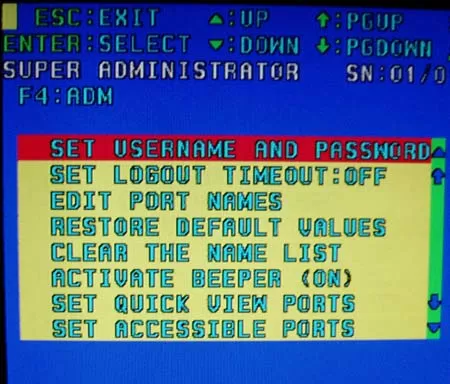 ESC:EXIT ▲:UP ↑:PGUP
ENTER:SELECT ▼:DOWN ↓:PGDOWN
SUPER ADMINISTRATOR SN:01/0
F4:ADM
SET USERNAME AND PASSWORD
SET LOGOUT TIMEOUT:OFF
EDIT PORT NAMES
RESTORE DEFAULT VALUES
CLEAR THE NAME LIST
ACTIVATE BEEPER (ON)
SET QUICK VIEW PORTS
SET ACCESSIBLE PORTS